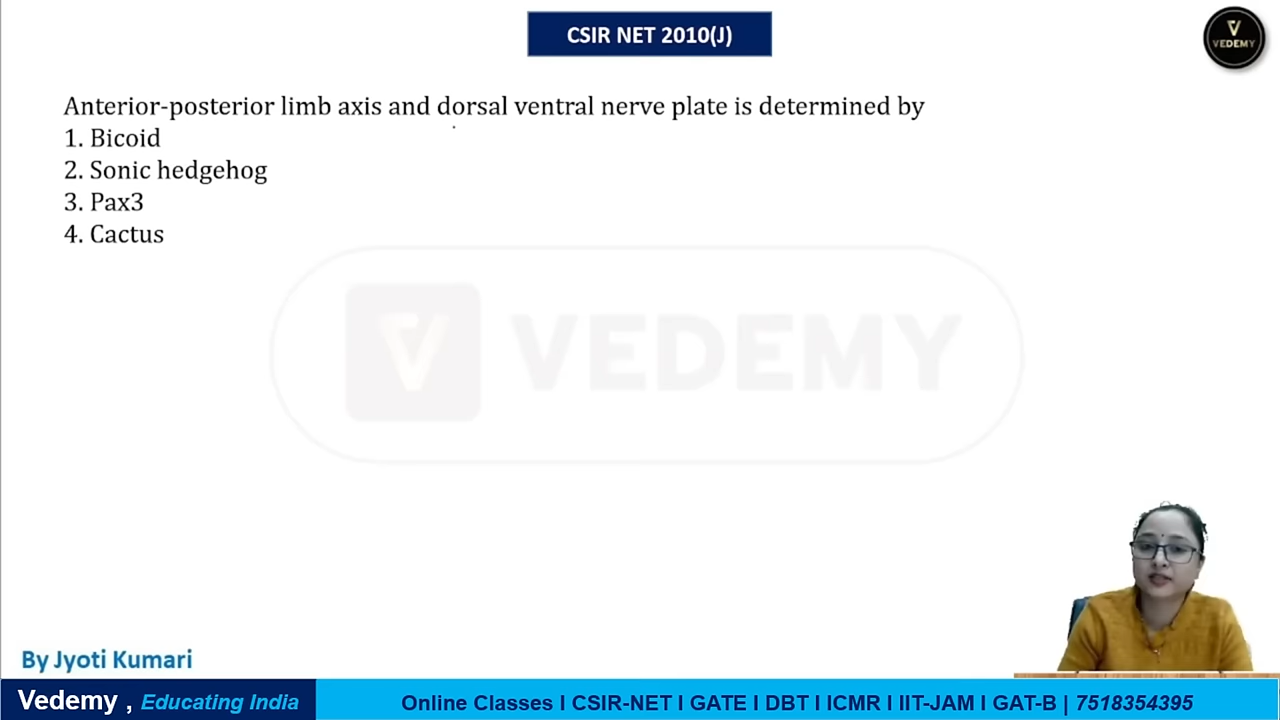 CSIR NET 2010(J)
VEDEMY
Anterior-posterior limb axis and dorsal ventral nerve plate is determined by
1. Bicoid
2. Sonic hedgehog
3. Pax3
4. Cactus
VEDEMY
By Jyoti Kumari
Vedemy , Educating India
Online Classes I CSIR-NET I GATE I DBT I ICMR I IIT-JAM I GAT-B | 7518354395